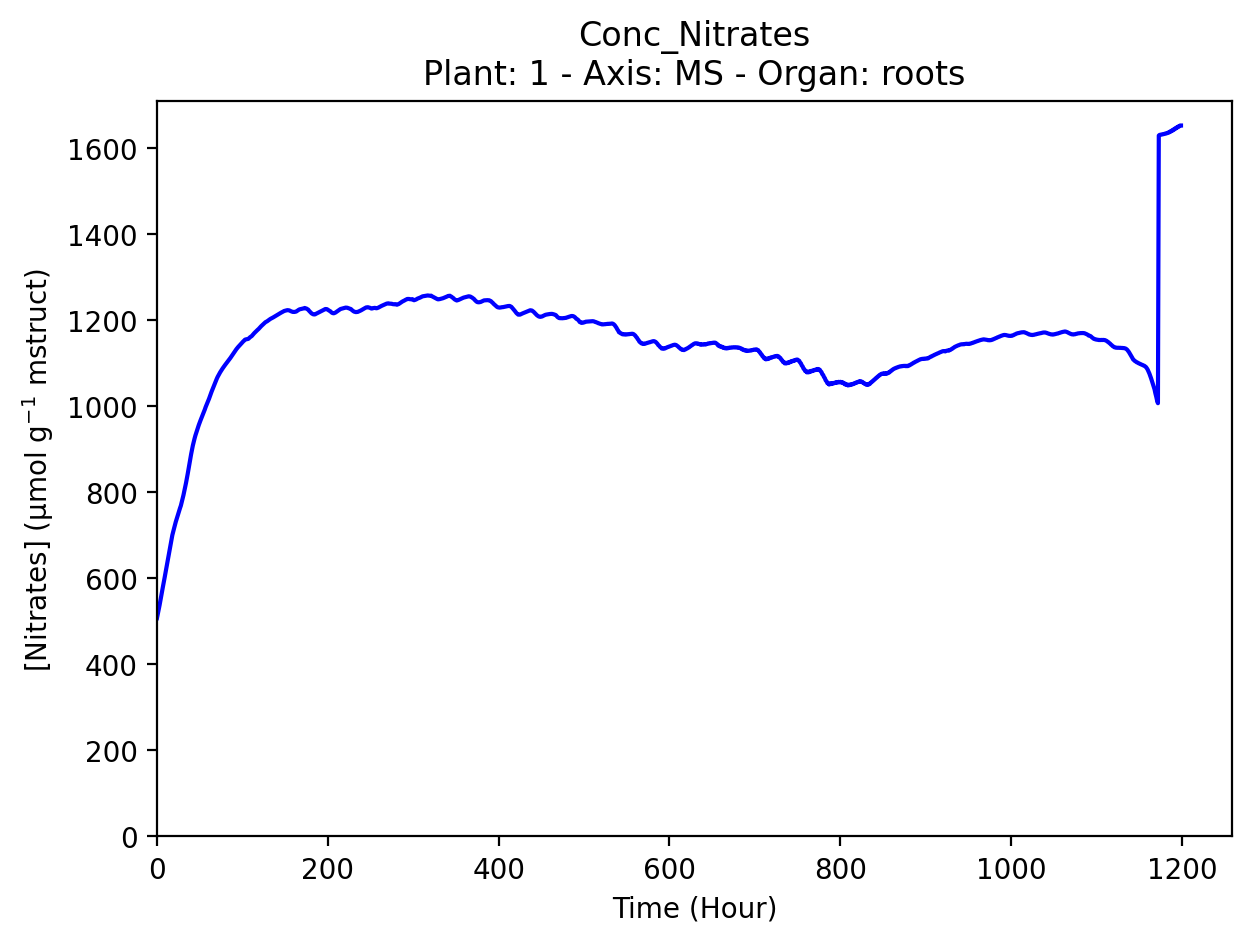 Conc_Nitrates
Plant: 1 - Axis: MS - Organ: roots
[Nitrates] (µmol g⁻¹ mstruct)
1600
1400
1200
1000
800
600
400
200
0
0 200 400 600 800 1000 1200
Time (Hour)